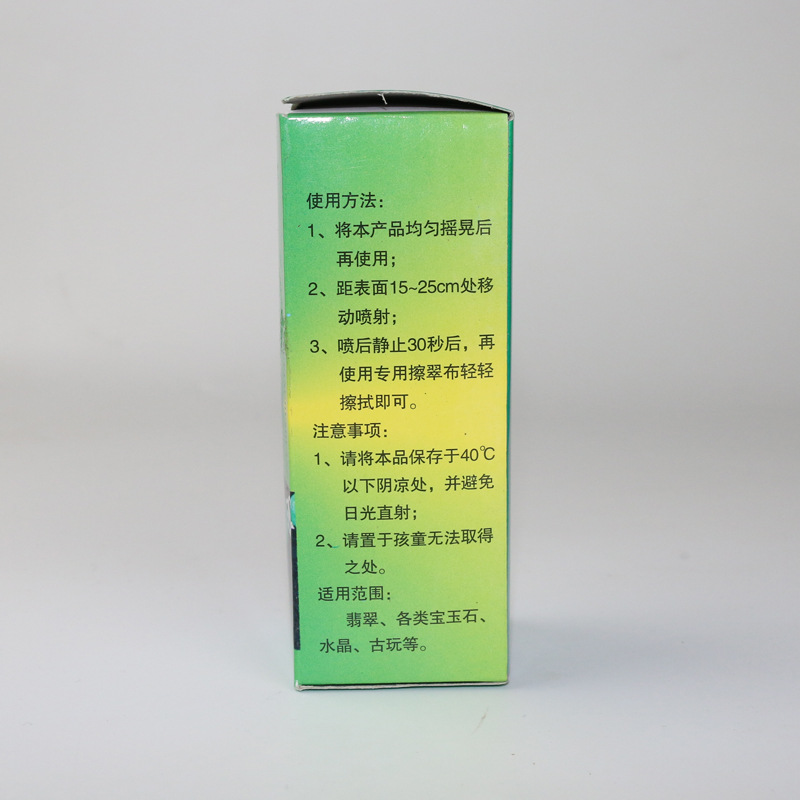 使用方法：
1、将本产品均匀摇晃后
再使用；
2、距表面15~25cm处移
动喷射；
3、喷后静止30秒后，再
使用专用擦翠布轻轻
擦拭即可。
注意事项：
1、请将本品保存于40℃
以下阴凉处，并避免
日光直射；
2、请置于孩童无法取得
之处。
适用范围：
翡翠、各类宝玉石、
水晶、古玩等。